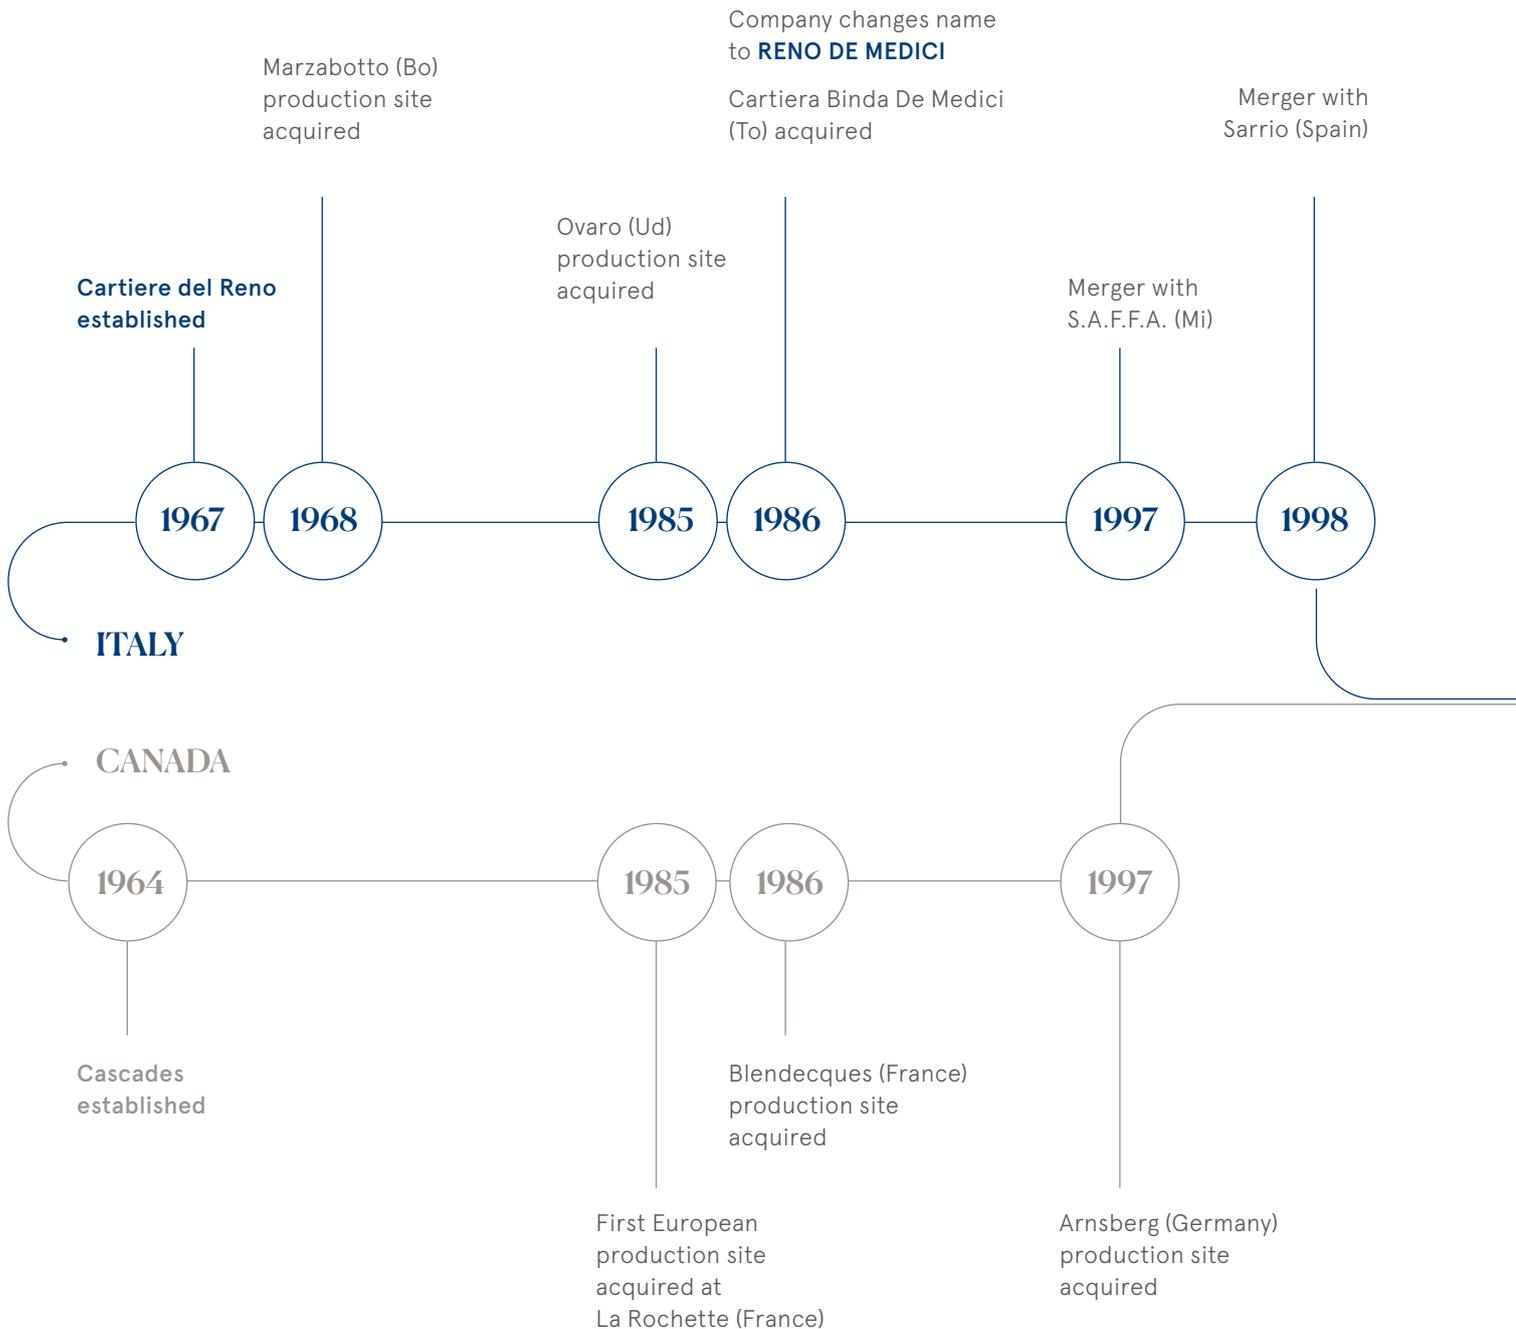 Company changes name
to RENO DE MEDICI
Cartiera Binda De Medici
(To) acquired
Marzabotto (Bo)
production site
acquired
Merger with
Sarrio (Spain)
Ovaro (Ud)
production site
acquired
Cartiere del Reno
established
Merger with
S.A.F.F.A. (Mi)
1967
1968
1985
1986
1997
1998
ITALY
CANADA
1964
1985
1986
1997
Cascades
established
Blendecques (France)
production site
acquired
First European
production site
acquired at
La Rochette (France)
Arnsberg (Germany)
production site
acquired